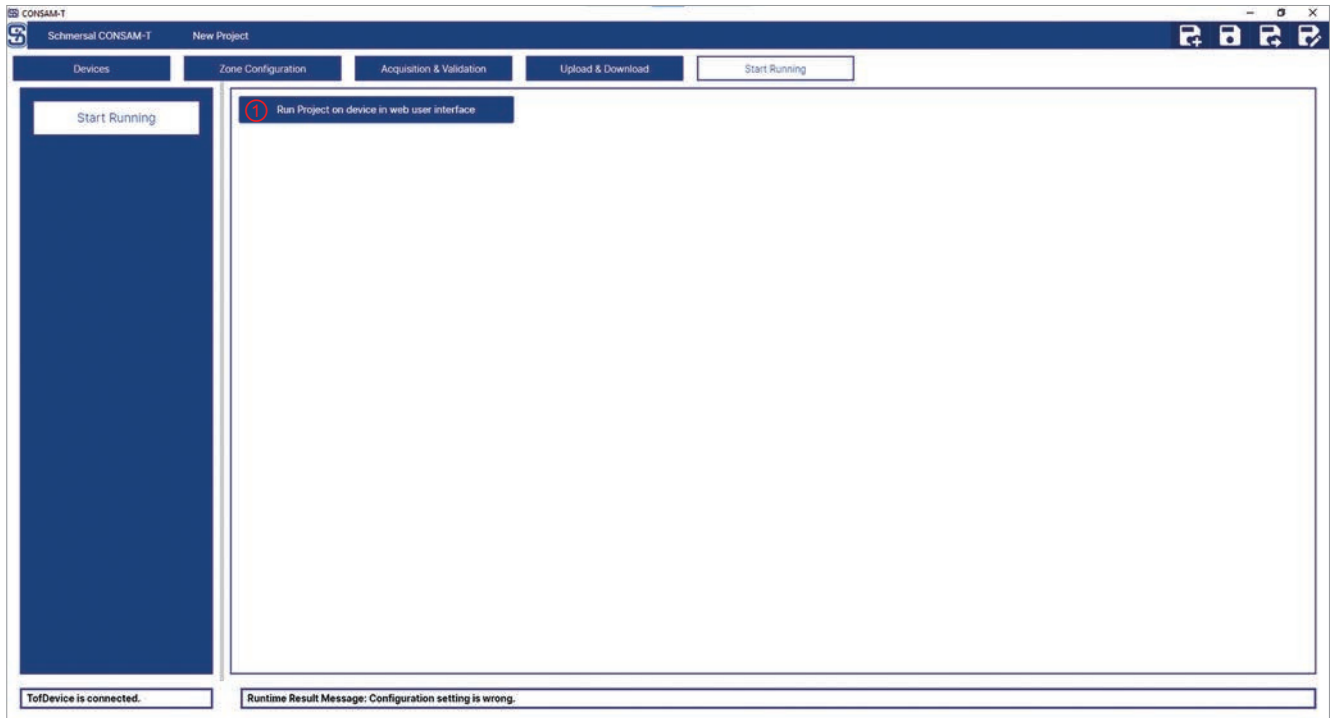 CONSAM-T
Schmersal CONSAM-T New Project
Devices Zone Configuration Acquisition & Validation Upload & Download Start Running
Start Running
① Run Project on device in web user interface
TofDevice is connected. Runtime Result Message: Configuration setting is wrong.